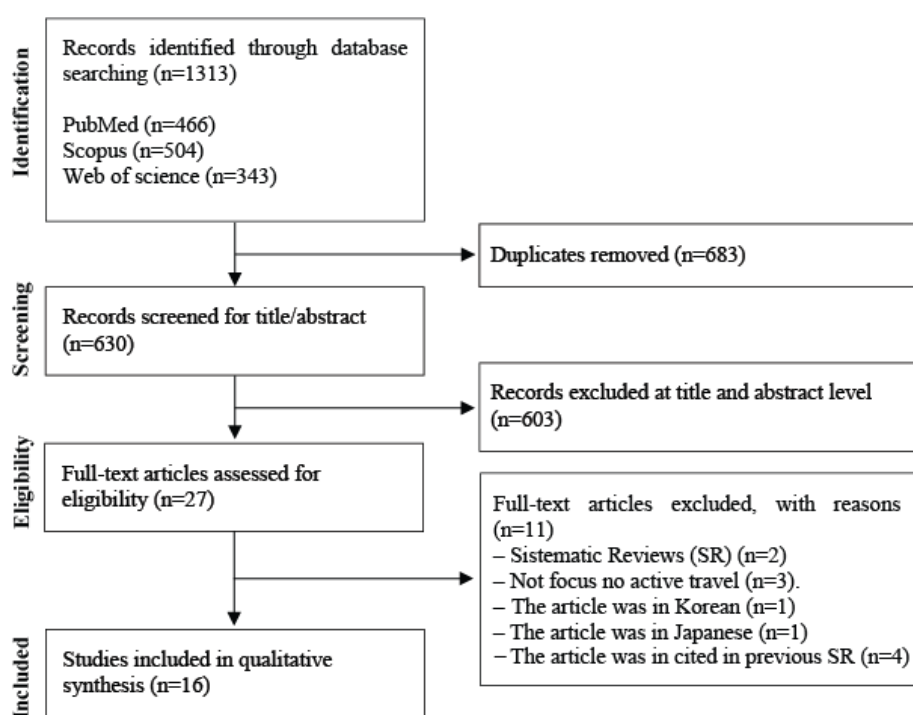 Identification
Records identified through database
searching (n=1313)
PubMed (n=466)
Scopus (n=504)
Web of science (n=343)
Duplicates removed (n=683)
Screening
Records screened for title/abstract
(n=630)
Records excluded at title and abstract level
(n=603)
Eligibility
Full-text articles assessed for
eligibility (n=27)
Full-text articles excluded, with reasons
(n=11)
– Sistematic Reviews (SR) (n=2)
– Not focus no active travel (n=3).
– The article was in Korean (n=1)
– The article was in Japanese (n=1)
– The article was in cited in previous SR (n=4)
Included
Studies included in qualitative
synthesis (n=16)